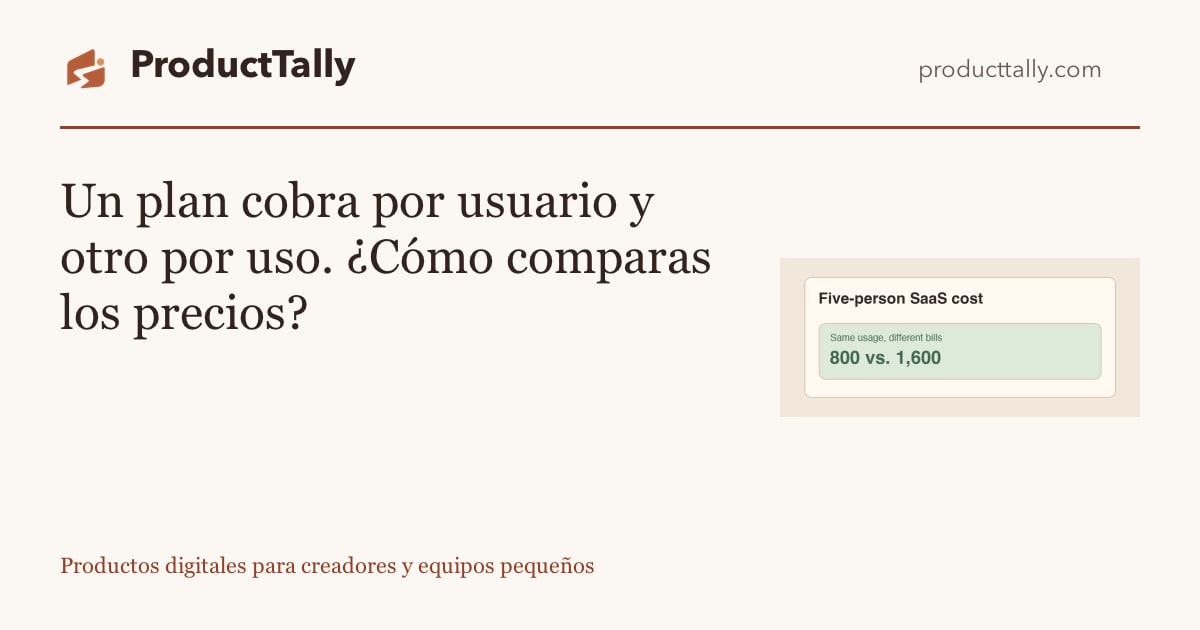 ProductTally
producttally.com
Un plan cobra por usuario y
otro por uso. ¿Cómo comparas
los precios?
Five-person SaaS cost
Same usage, different bills
800 vs. 1,600
Productos digitales para creadores y equipos pequeños